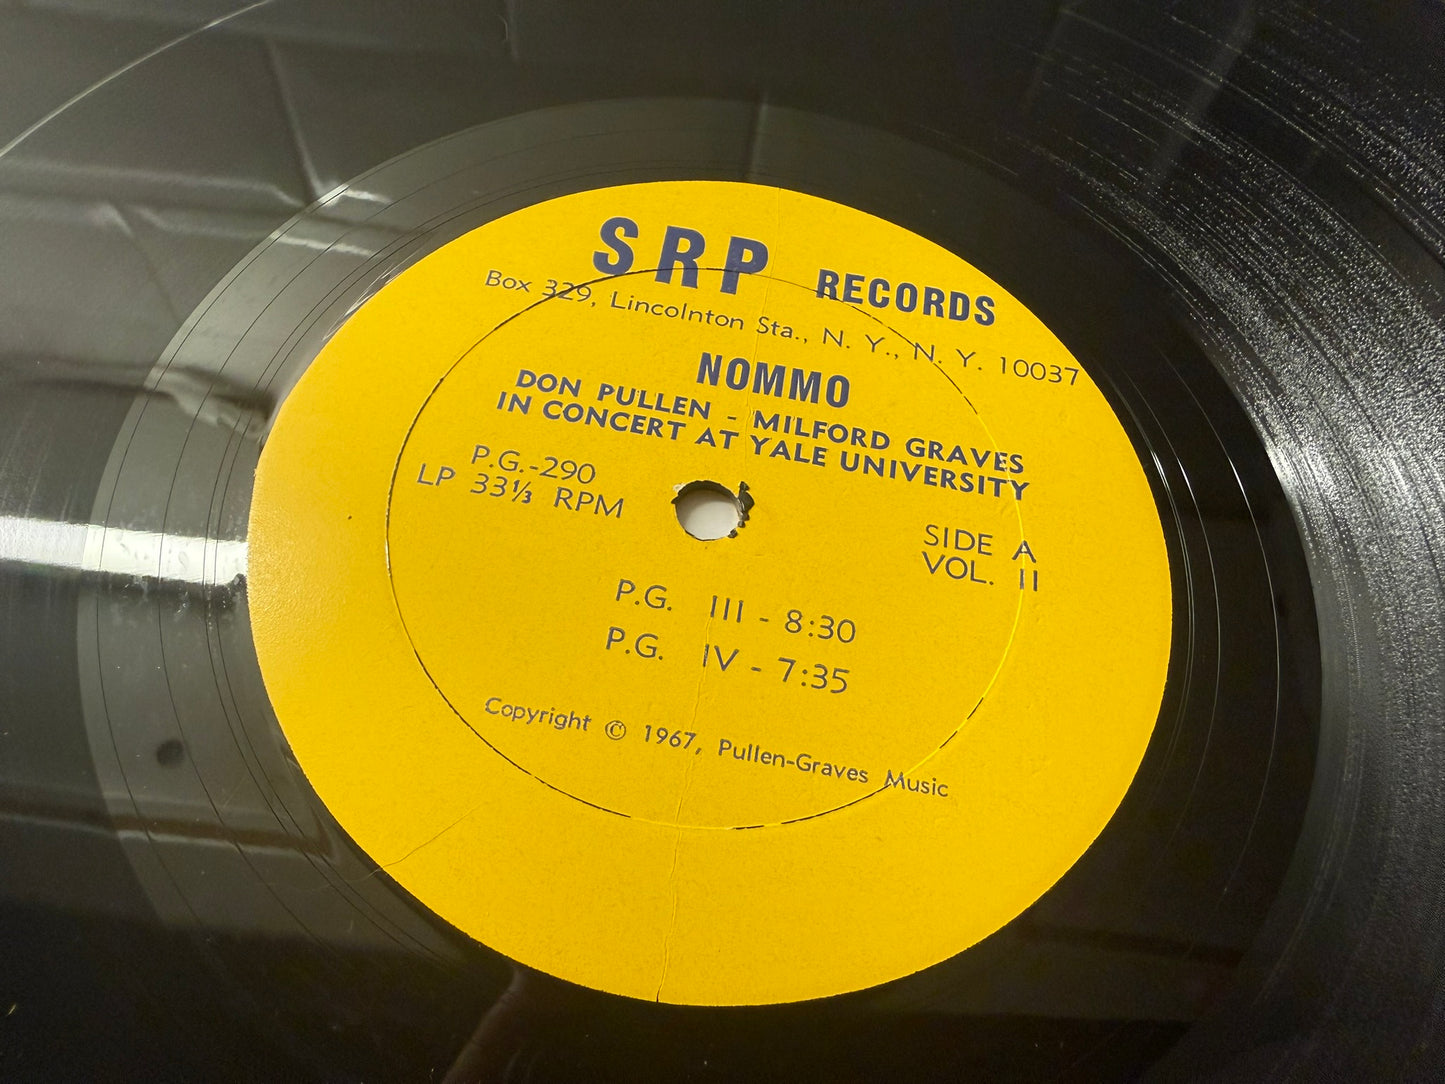 SRP RECORDS
Box 329, Lincolnton Sta., N. Y., N. Y. 10037
NOMMO
DON PULLEN - MILFORD GRAVES
IN CONCERT AT YALE UNIVERSITY
P.G.-290
LP 33⅓ RPM
SIDE A
VOL. II
P.G. III - 8:30
P.G. IV - 7:35
Copyright © 1967, Pullen-Graves Music